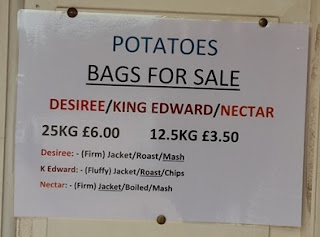 POTATOES
BAGS FOR SALE
DESIREE/KING EDWARD/NECTAR
25KG £6.00 12.5KG £3.50
Desiree: - (Firm) Jacket/Roast/Mash
K Edward: - (Fluffy) Jacket/Roast/Chips
Nectar: - (Firm) Jacket/Boiled/Mash